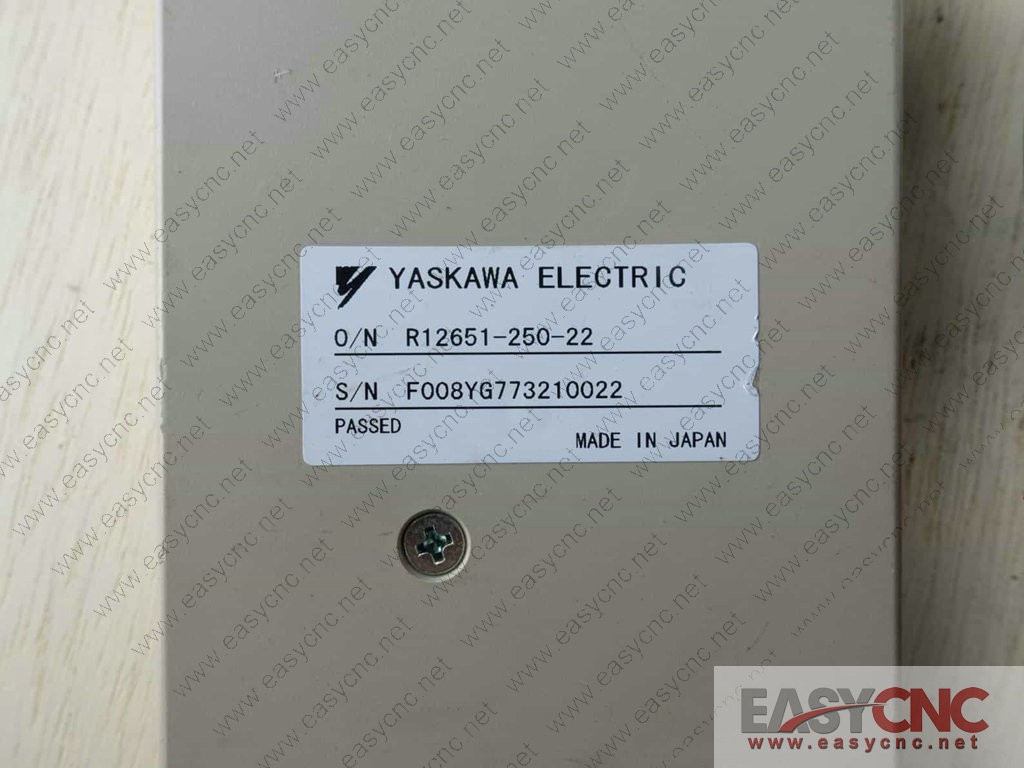 YASKAWA ELECTRIC
O/N R12651-250-22
S/N F008YG773210022
PASSED
MADE IN JAPAN
EASYCNC
www.easycnc.net